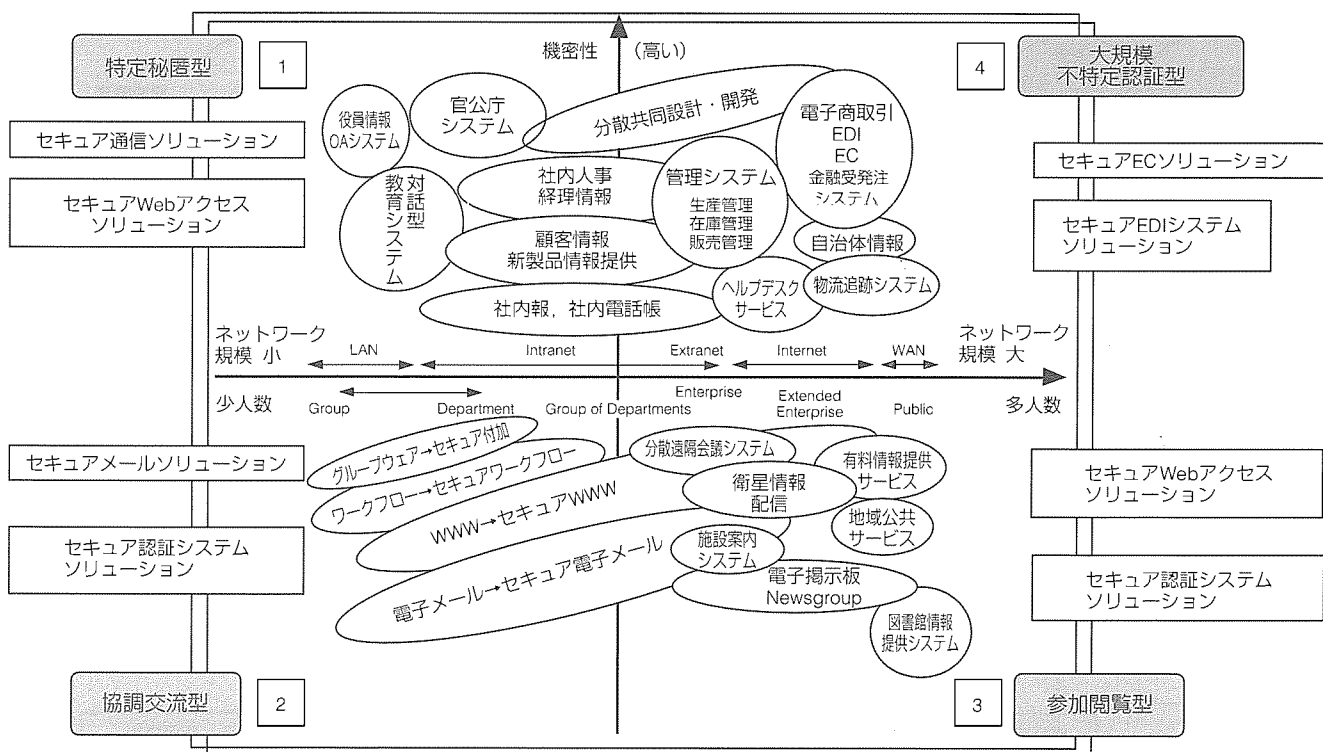 機密性 (高い)
特定秘匿型
1
4
大規模
不特定認証型
セキュア通信ソリューション
セキュアWebアクセス
ソリューション
役員情報
OAシステム
官公庁
システム
分散共同設計・開発
電子商取引
EDI
EC
金融受発注
システム
対話型
教育システム
社内人事
経理情報
管理システム
生産管理
在庫管理
販売管理
顧客情報
新製品情報提供
自治体情報
社内報，社内電話帳
ヘルプデスク
サービス
物流追跡システム
セキュアECソリューション
セキュアEDIシステム
ソリューション
ネットワーク
規模 小
LAN
Intranet
Extranet
Internet
WAN
ネットワーク
規模 大
少人数
Group
Department
Group of Departments
Enterprise
Extended
Enterprise
Public
多人数
セキュアメールソリューション
セキュア認証システム
ソリューション
グループウェア→セキュア付加
ワークフロー→セキュアワークフロー
WWW→セキュアWWW
電子メール→セキュア電子メール
分散遠隔会議システム
衛星情報
配信
有料情報提供
サービス
地域公共
サービス
施設案内
システム
電子掲示板
Newsgroup
図書館情報
提供システム
セキュアWebアクセス
ソリューション
セキュア認証システム
ソリューション
協調交流型
2
3
参加閲覧型